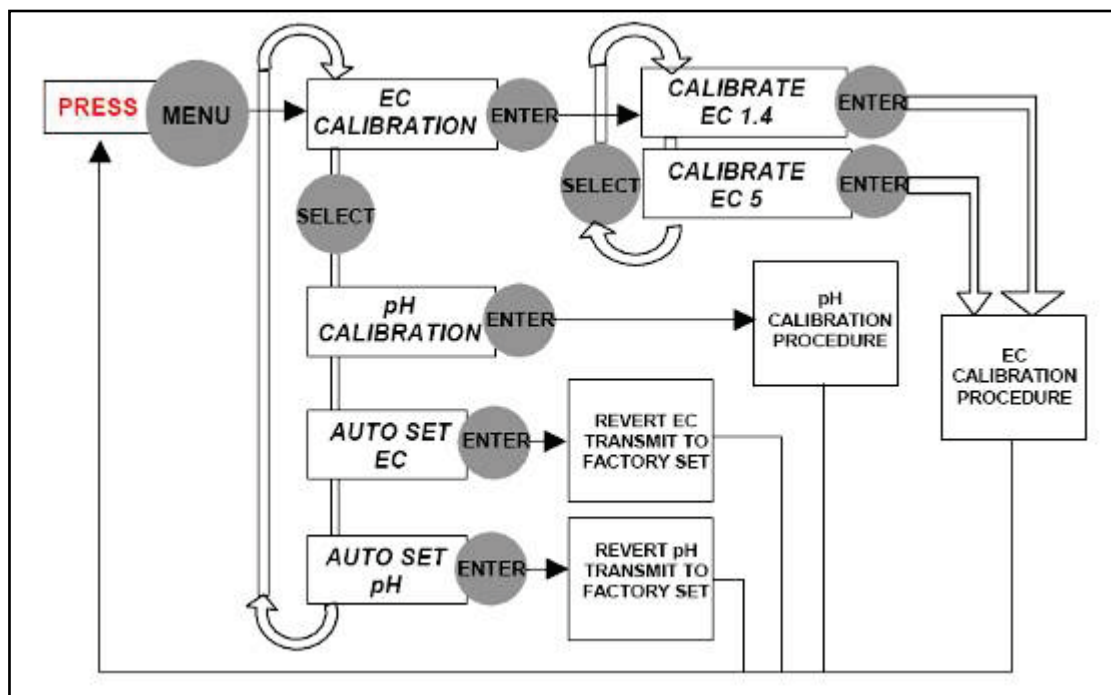 PRESS
MENU
EC
CALIBRATION
ENTER
CALIBRATE
EC 1.4
ENTER
SELECT
CALIBRATE
EC 5
ENTER
SELECT
pH
CALIBRATION
ENTER
pH
CALIBRATION
PROCEDURE
EC
CALIBRATION
PROCEDURE
AUTO SET
EC
ENTER
REVERT EC
TRANSMIT TO
FACTORY SET
AUTO SET
pH
ENTER
REVERT pH
TRANSMIT TO
FACTORY SET